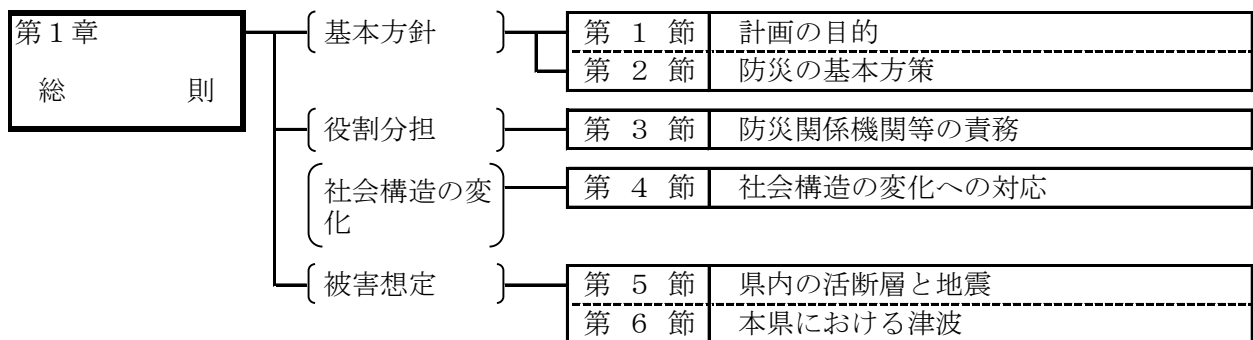 第１章
総　　　則
基本方針
第　１　節　計画の目的
第　２　節　防災の基本方策
役割分担
第　３　節　防災関係機関等の責務
社会構造の変
化
第　４　節　社会構造の変化への対応
被害想定
第　５　節　県内の活断層と地震
第　６　節　本県における津波